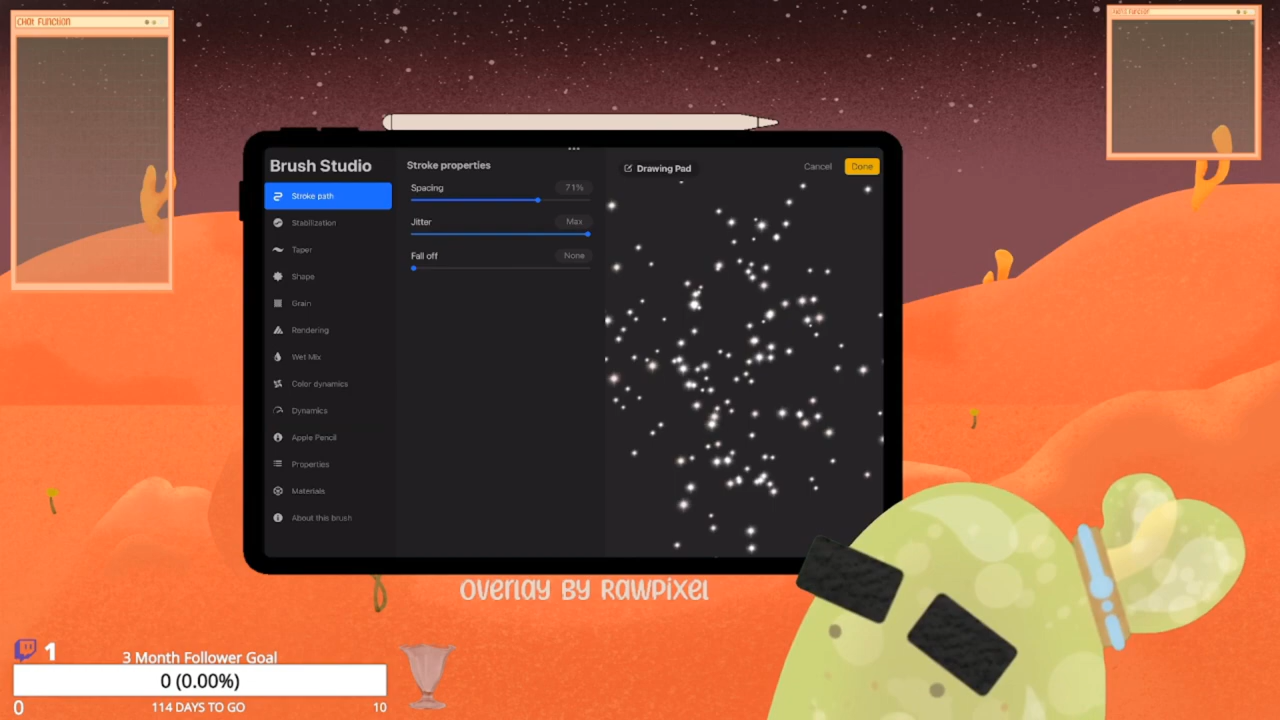 CHat FUnCTION
Brush Studio
Stroke path
Stabilization
Taper
Shape
Grain
Rendering
Wet Mix
Color dynamics
Dynamics
Apple Pencil
Properties
Materials
About this brush
Stroke properties
Spacing
71%
Jitter
Max
Fall off
None
Drawing Pad
Cancel
Done
Overlay BY RaWPixel
1
3 Month Follower Goal
0 (0.00%)
0
114 DAYS TO GO
10